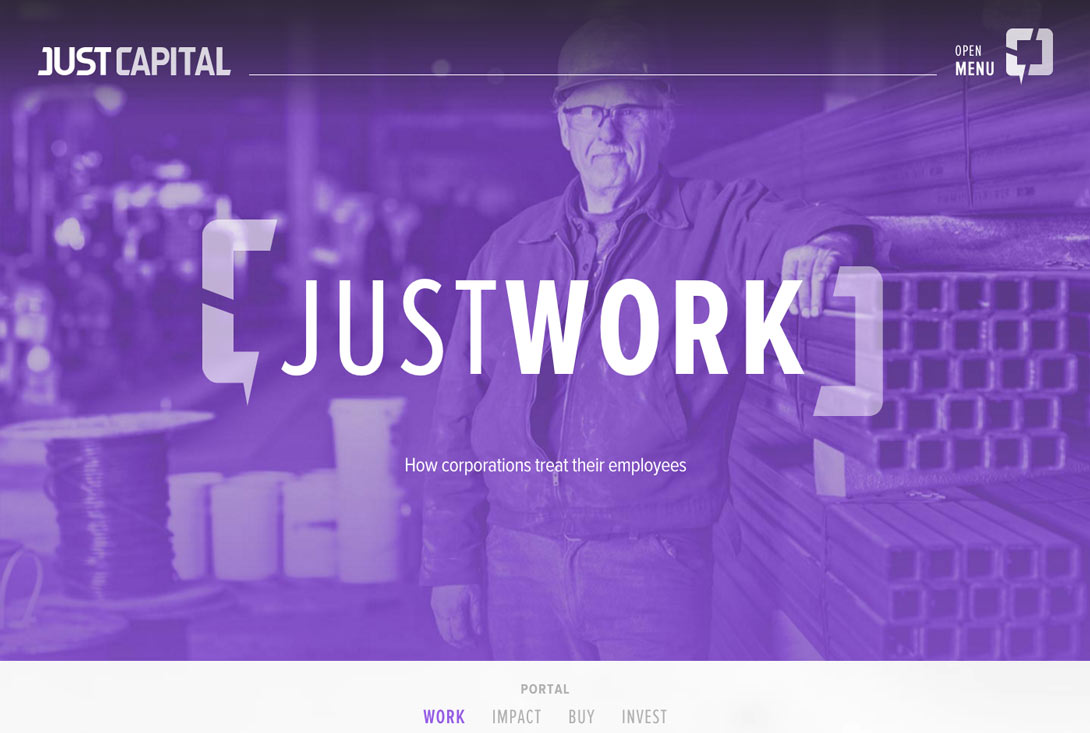 JUST CAPITAL
OPEN
MENU
JUSTWORK
How corporations treat their employees
PORTAL
WORK IMPACT BUY INVEST